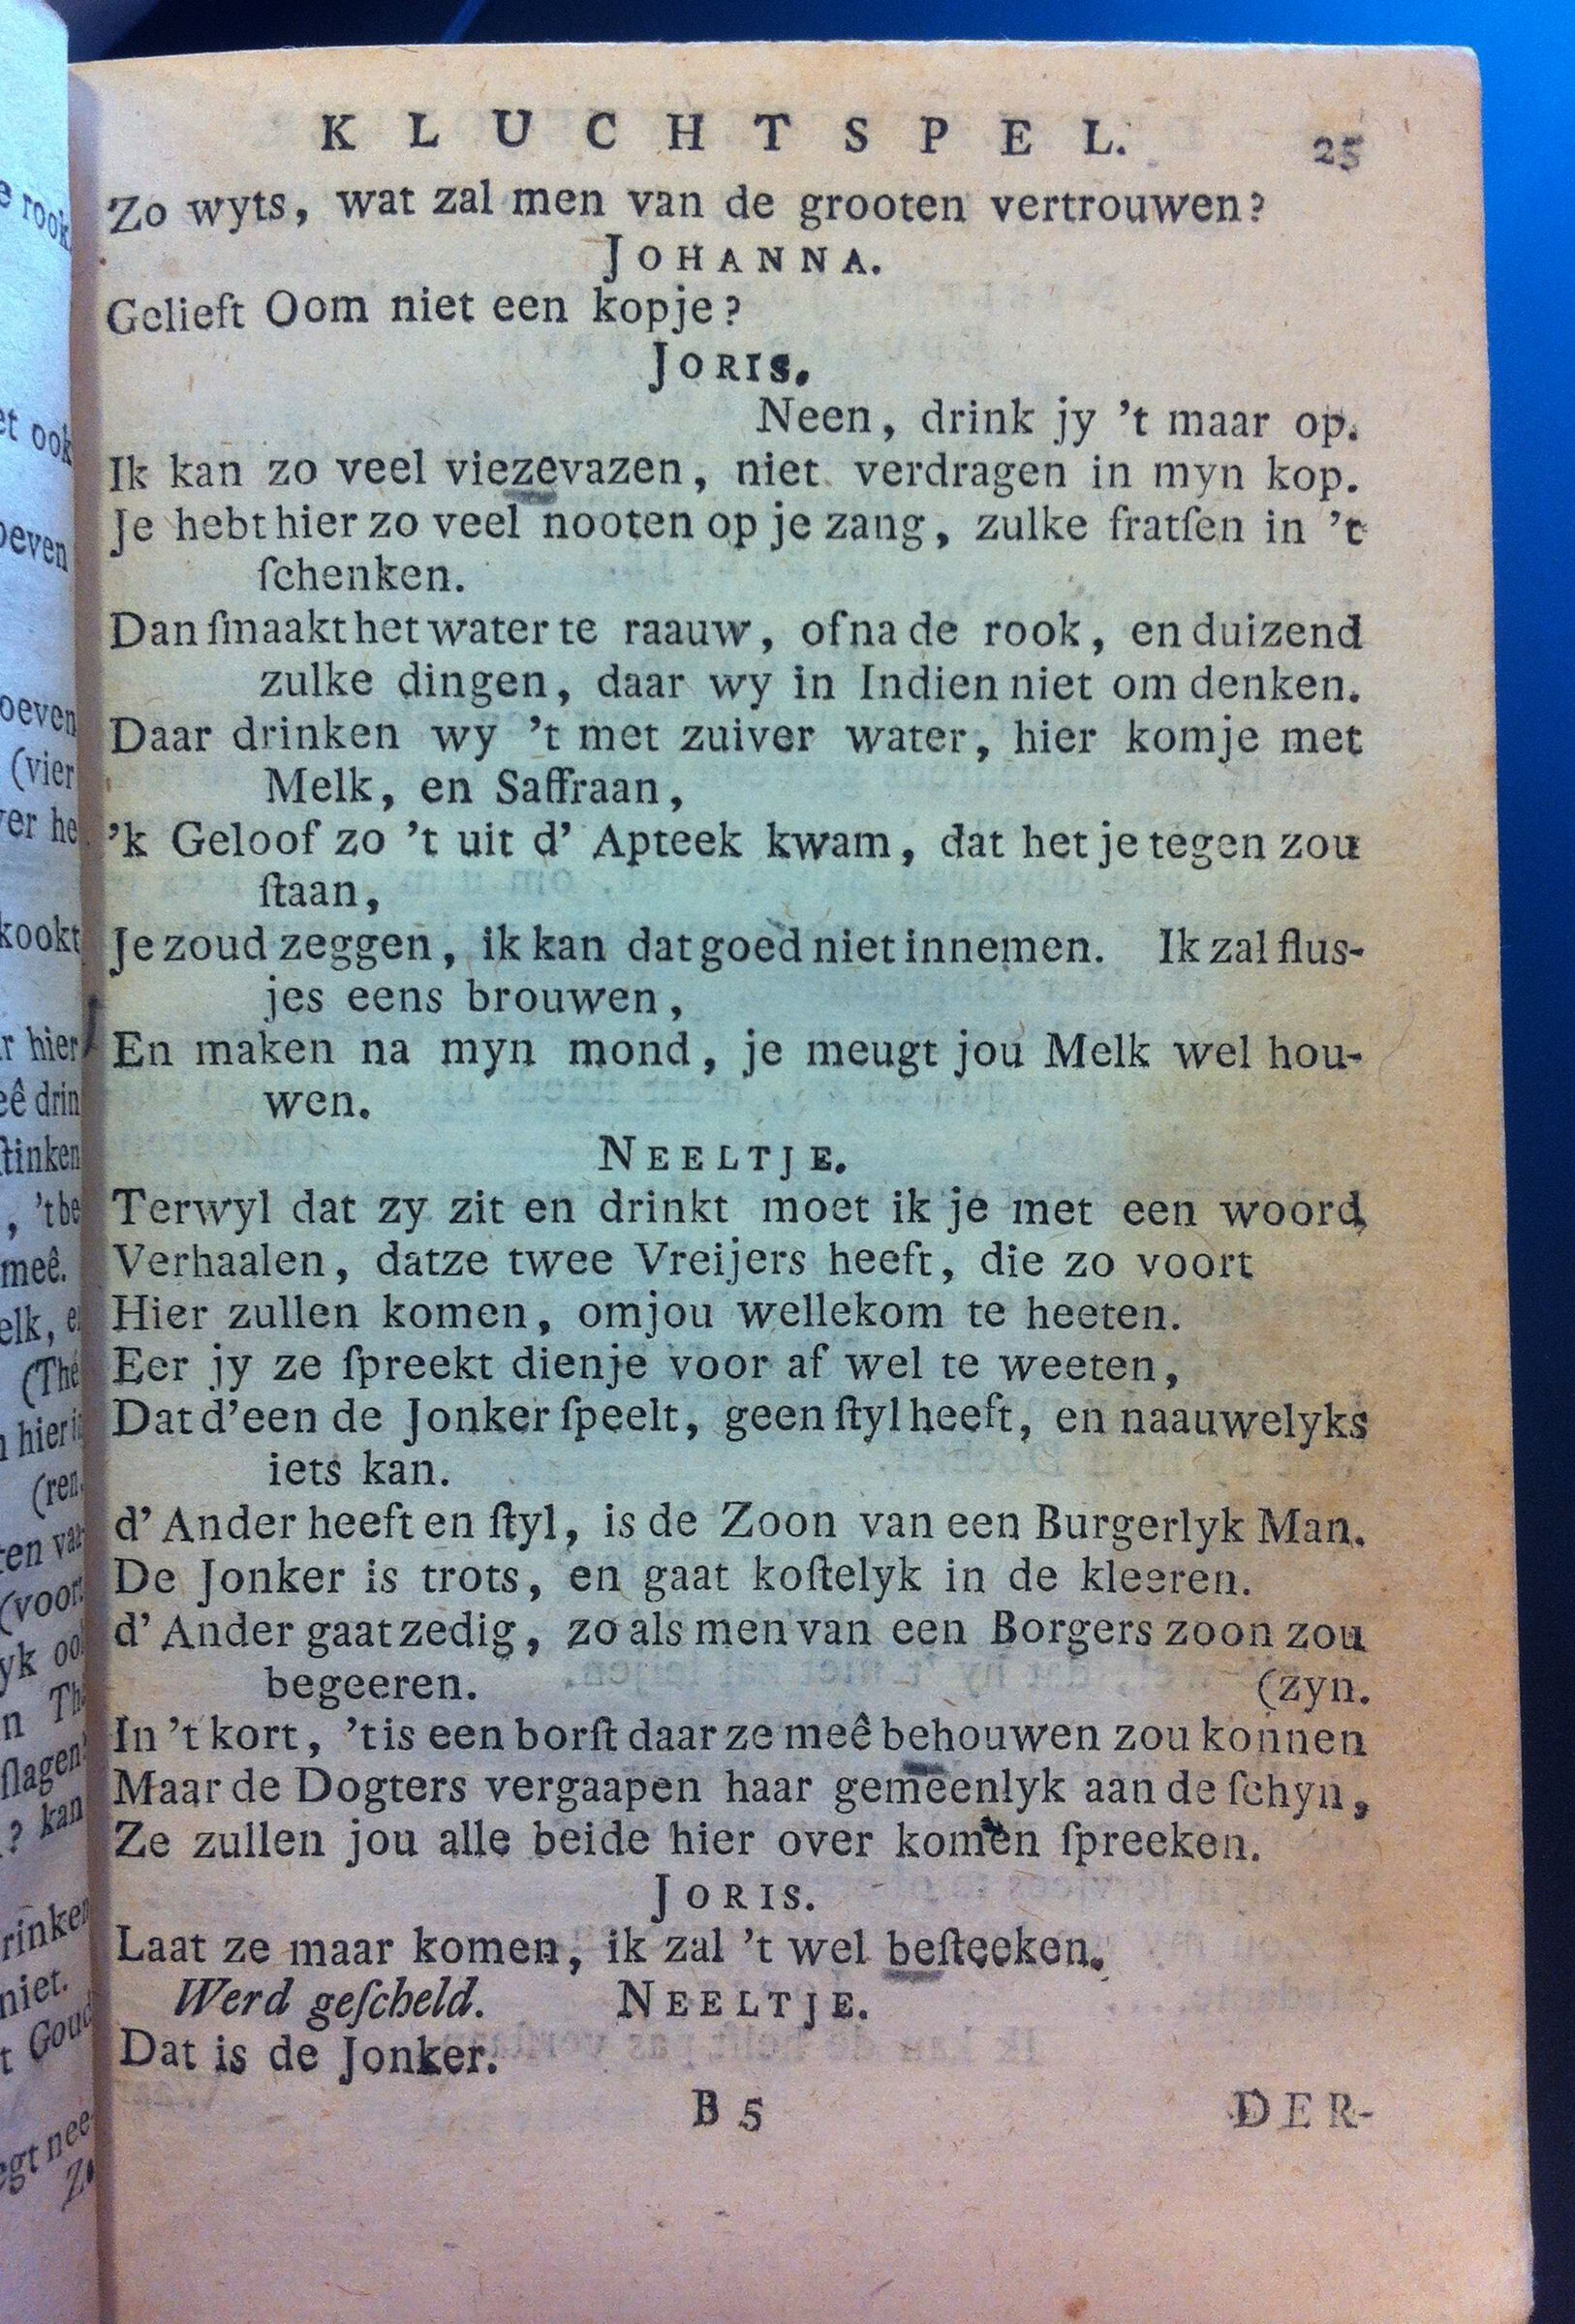 KLUCHTSPEL. 25
Zo wyts, wat zal men van de grooten vertrouwen?
JOHANNA.
Gelieft Oom niet een kopje?
JORIS.
Neen, drink jy 't maar op.
Ik kan zo veel viezevazen, niet verdragen in myn kop.
Je hebt hier zo veel nooten op je zang, zulke fratſen in 't
ſchenken.
Dan ſmaakt het water te raauw, of na de rook, en duizend
zulke dingen, daar wy in Indien niet om denken.
Daar drinken wy 't met zuiver water, hier komje met
Melk, en Saffraan,
'k Geloof zo 't uit d' Apteek kwam, dat het je tegen zou
ſtaan,
Je zoud zeggen, ik kan dat goed niet innemen. Ik zal flus-
jes eens brouwen,
En maken na myn mond, je meugt jou Melk wel hou-
wen.
NEELTJE.
Terwyl dat zy zit en drinkt moet ik je met een woord,
Verhaalen, datze twee Vreijers heeft, die zo voort
Hier zullen komen, omjou wellekom te heeten.
Eer jy ze ſpreekt dienje voor af wel te weeten,
Dat d'een de Jonker ſpeelt, geen ſtyl heeft, en naauwelyks
iets kan.
d' Ander heeft en ſtyl, is de Zoon van een Burgerlyk Man.
De Jonker is trots, en gaat koſtelyk in de kleeren.
d' Ander gaat zedig, zo als men van een Borgers zoon zou
begeeren. (zyn.
In 't kort, 't is een borſt daar ze meê behouwen zou konnen
Maar de Dogters vergaapen haar gemeenlyk aan de ſchyn,
Ze zullen jou alle beide hier over komen ſpreeken.
JORIS.
Laat ze maar komen, ik zal 't wel beſteeken.
Werd geſcheld. NEELTJE.
Dat is de Jonker.
B 5 DER-